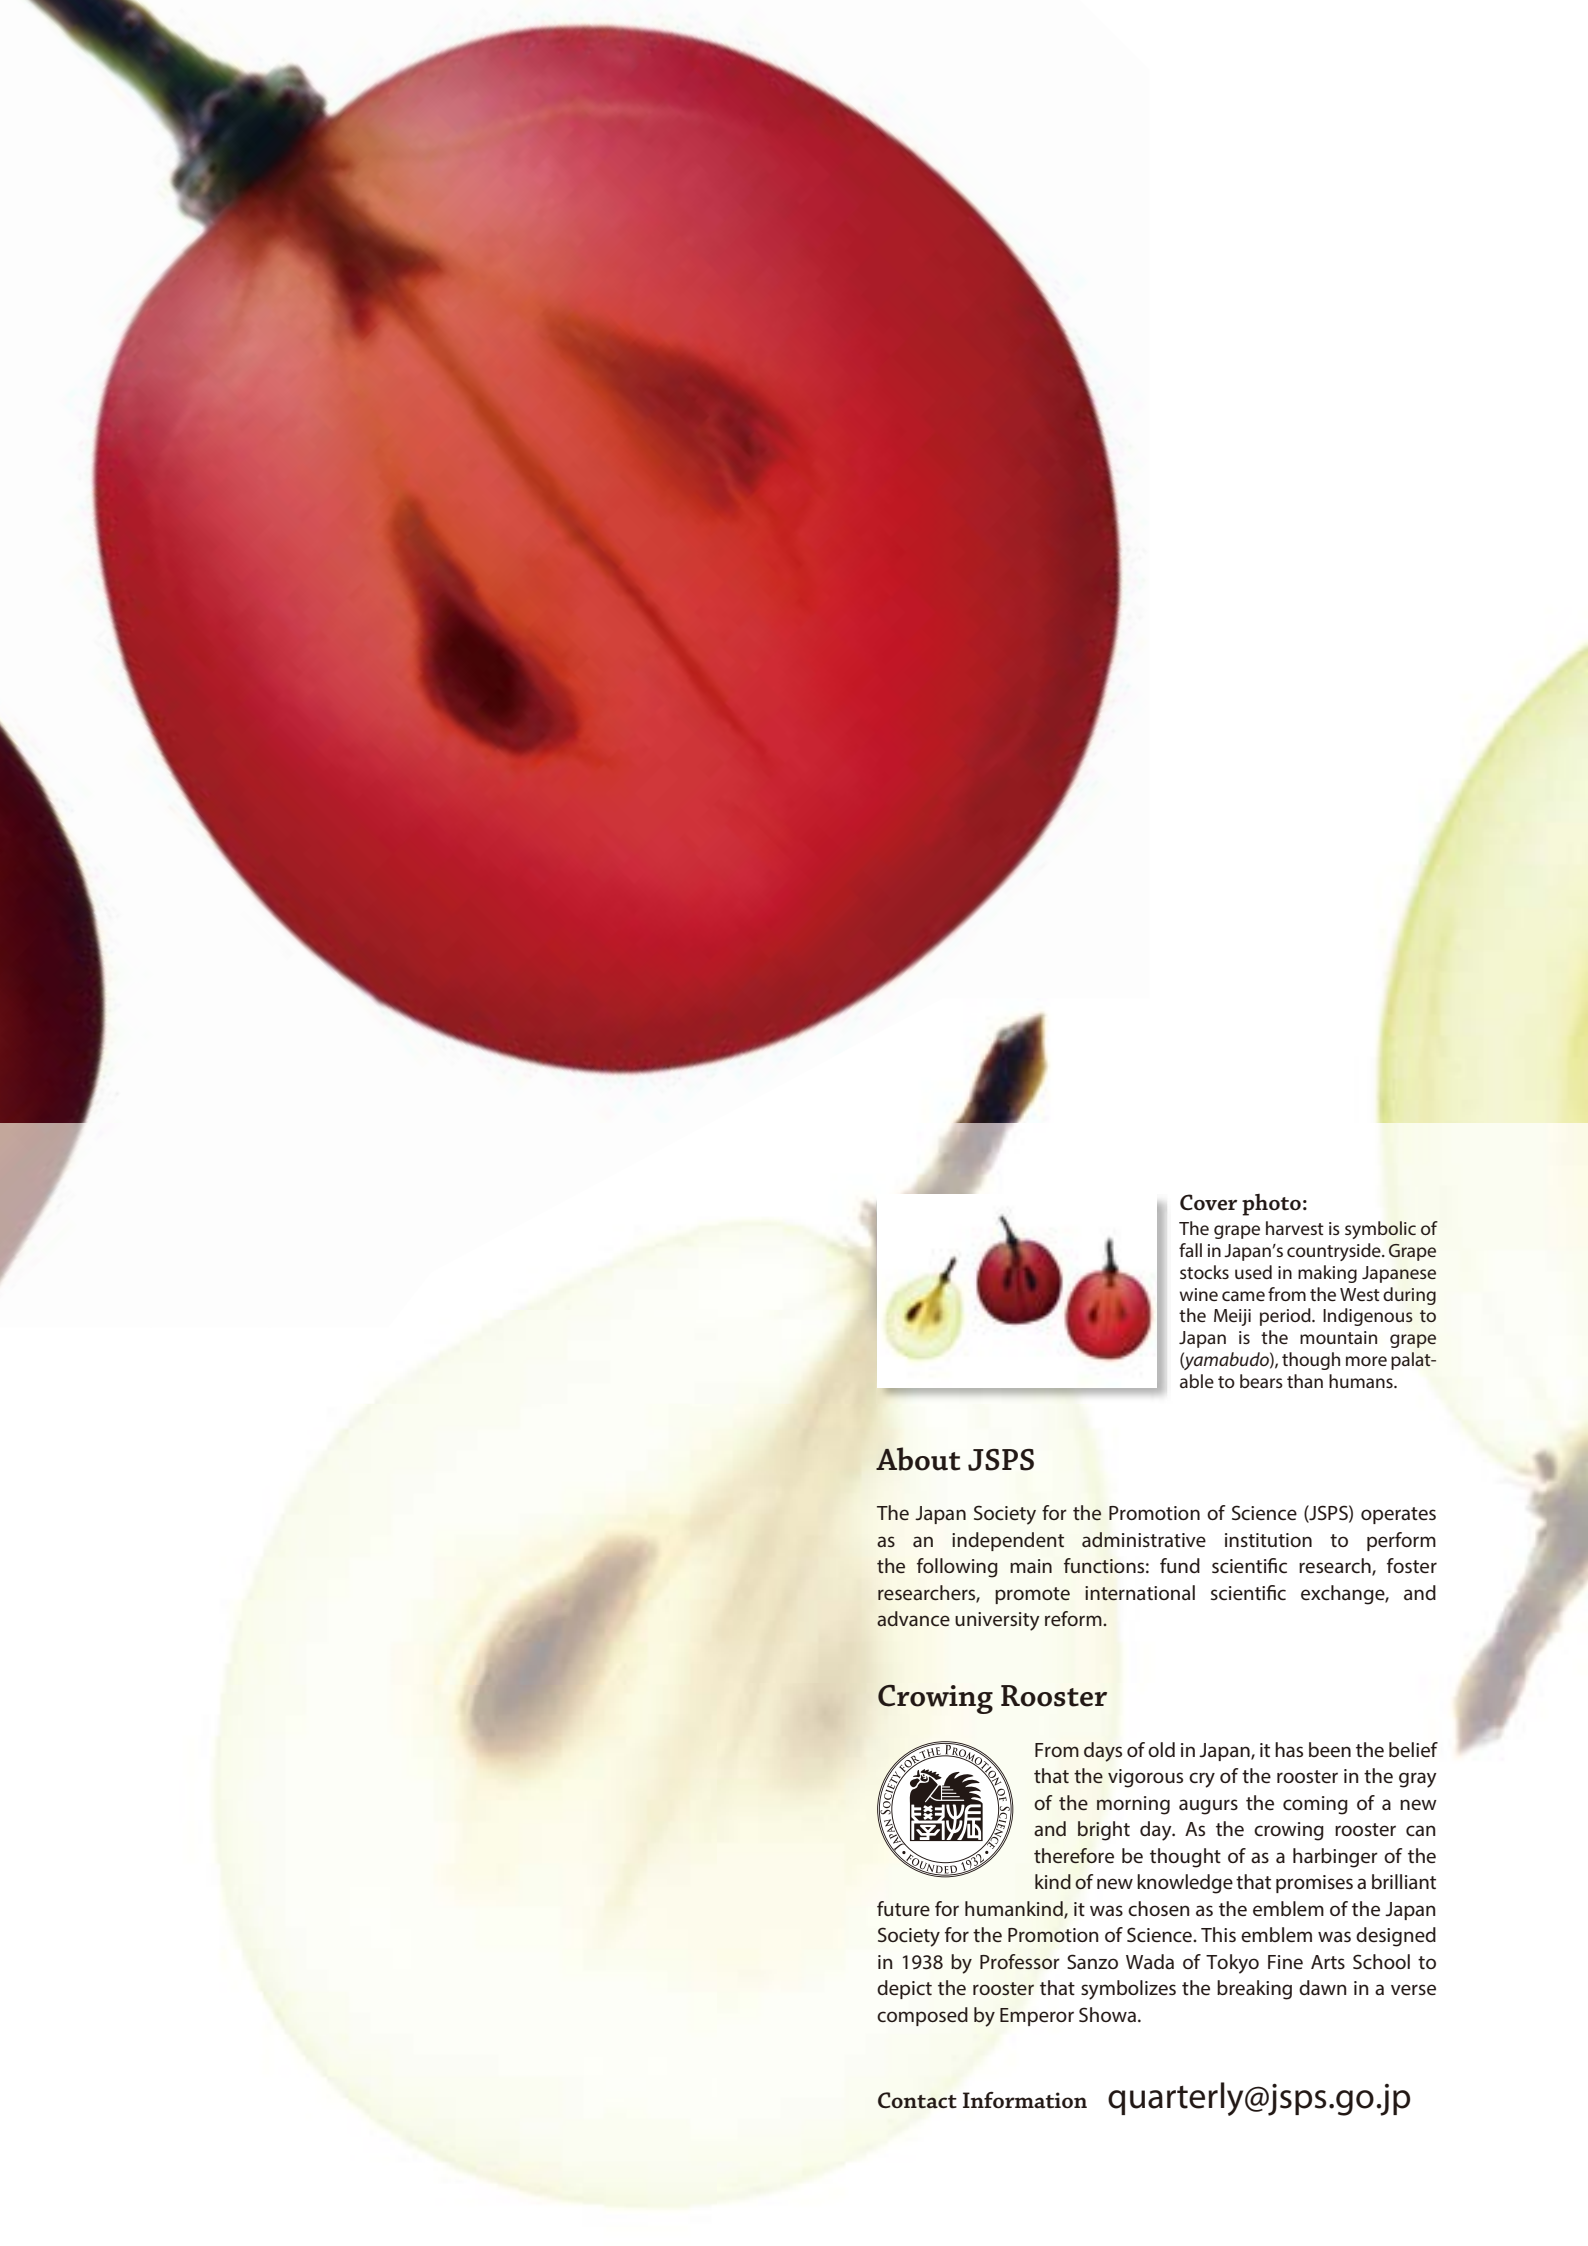 Cover photo:
The grape harvest is symbolic of
fall in Japan's countryside. Grape
stocks used in making Japanese
wine came from the West during
the Meiji period. Indigenous to
Japan is the mountain grape
(yamabudo), though more palat-
able to bears than humans.
About JSPS
The Japan Society for the Promotion of Science (JSPS) operates
as an independent administrative institution to perform
the following main functions: fund scientific research, foster
researchers, promote international scientific exchange, and
advance university reform.
Crowing Rooster
JAPAN SOCIETY FOR THE PROMOTION OF SCIENCE
• FOUNDED 1932 •
From days of old in Japan, it has been the belief
that the vigorous cry of the rooster in the gray
of the morning augurs the coming of a new
and bright day. As the crowing rooster can
therefore be thought of as a harbinger of the
kind of new knowledge that promises a brilliant
future for humankind, it was chosen as the emblem of the Japan
Society for the Promotion of Science. This emblem was designed
in 1938 by Professor Sanzo Wada of Tokyo Fine Arts School to
depict the rooster that symbolizes the breaking dawn in a verse
composed by Emperor Showa.
Contact Information quarterly@jsps.go.jp